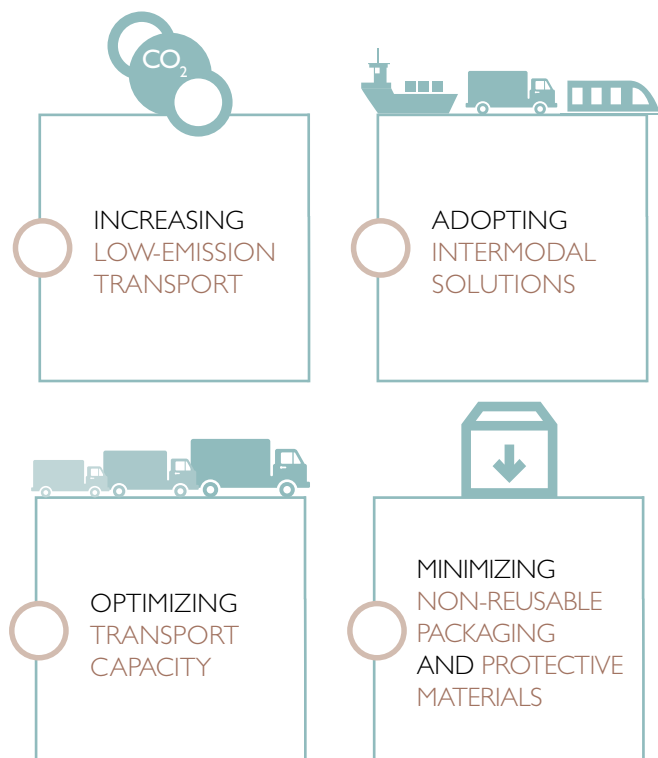 CO2
INCREASING
LOW-EMISSION
TRANSPORT
ADOPTING
INTERMODAL
SOLUTIONS
OPTIMIZING
TRANSPORT
CAPACITY
MINIMIZING
NON-REUSABLE
PACKAGING
AND PROTECTIVE
MATERIALS